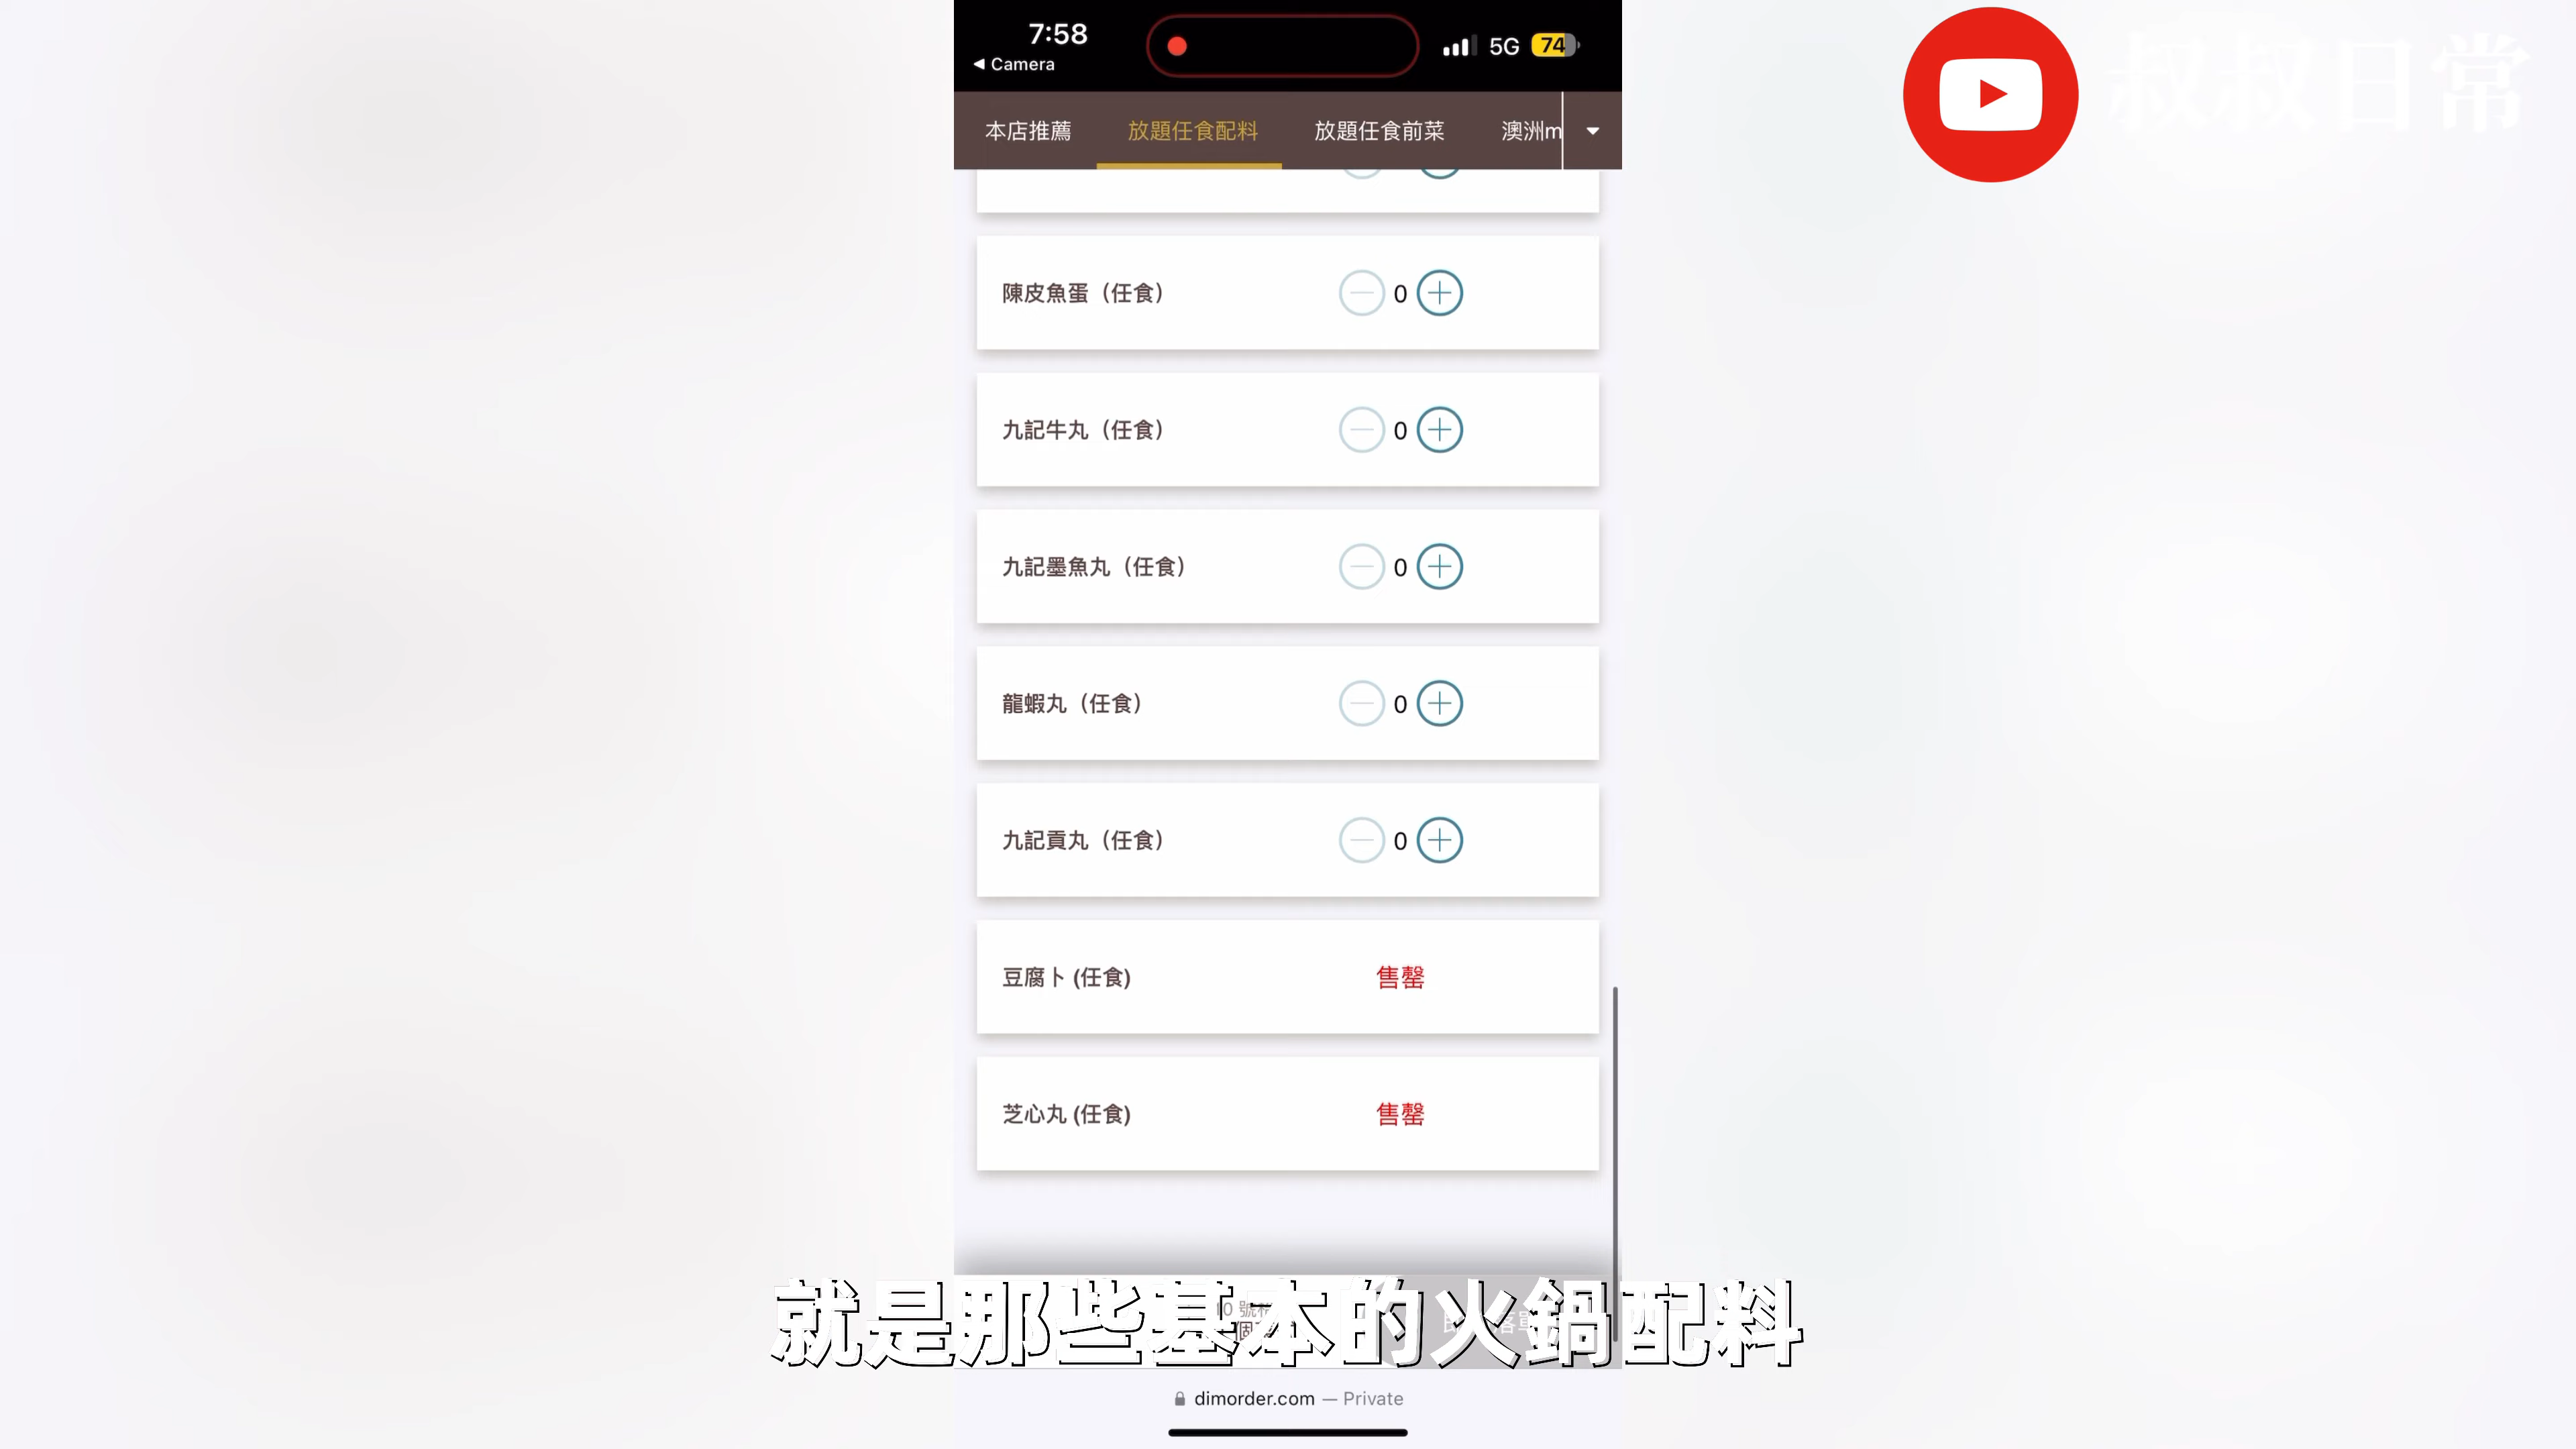 7:58
5G
74
◀ Camera
叔叔日常
本店推薦
放題任食配料
放題任食前菜
澳洲m
陳皮魚蛋（任食）
0
九記牛丸（任食）
0
九記墨魚丸（任食）
0
龍蝦丸（任食）
0
九記貢丸（任食）
0
豆腐卜 (任食)
售罄
芝心丸 (任食)
售罄
就是那些基本的火鍋配料
dimorder.com — Private